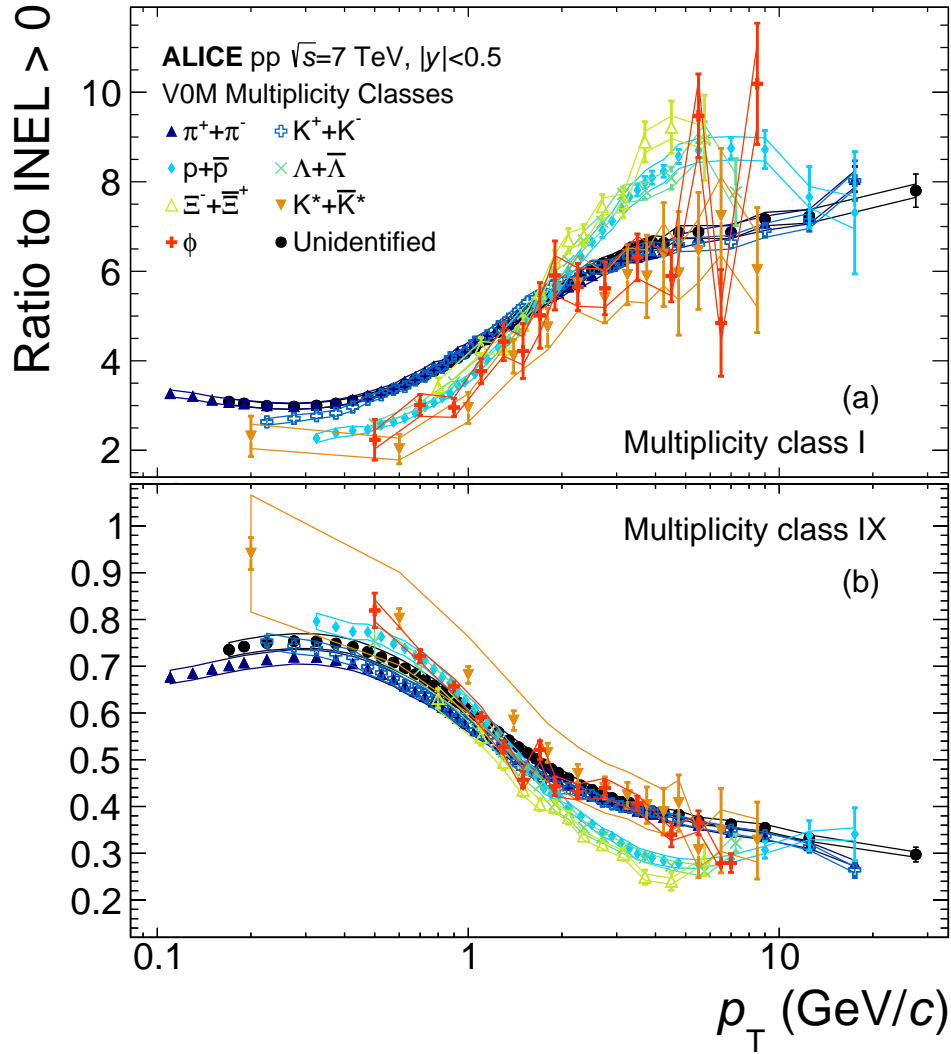 Ratio to INEL > 0
ALICE pp √s=7 TeV, |y|<0.5
V0M Multiplicity Classes
π⁺+π⁻ K⁺+K⁻
p+p̅ Λ+Λ̅
Ξ⁻+Ξ̅⁺ K*+K̅*
ϕ Unidentified
10
8
6
4
2
(a)
Multiplicity class I
Multiplicity class IX
(b)
1
0.9
0.8
0.7
0.6
0.5
0.4
0.3
0.2
0.1 1 10
p_T (GeV/c)